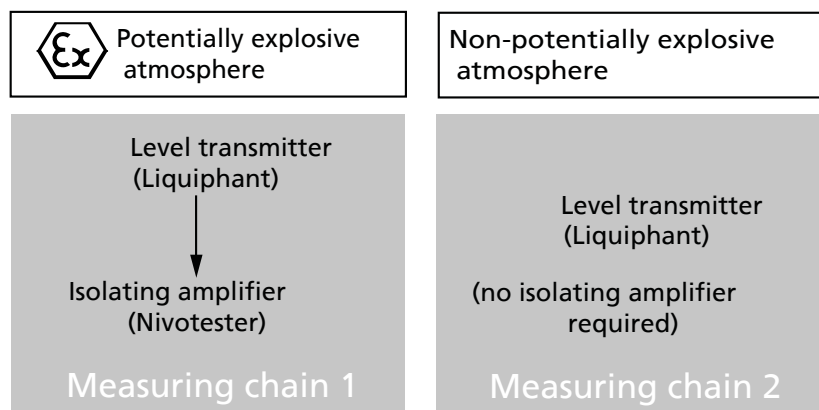 Ex Potentially explosive
atmosphere
Non-potentially explosive
atmosphere
Level transmitter
(Liquiphant)
Isolating amplifier
(Nivotester)
Measuring chain 1
Level transmitter
(Liquiphant)
(no isolating amplifier
required)
Measuring chain 2